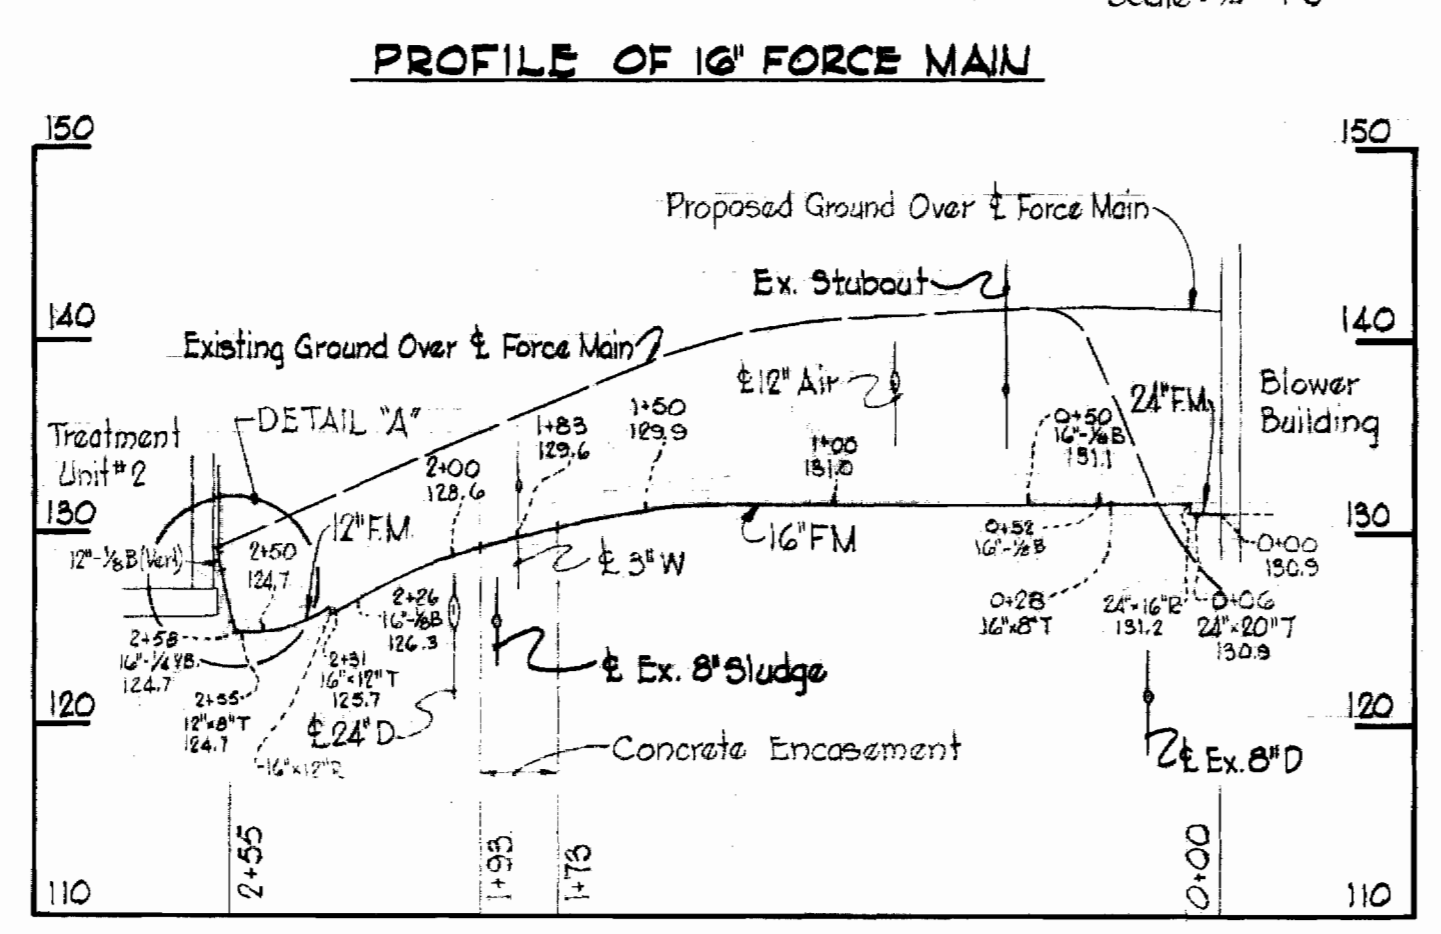 PROFILE OF 16" FORCE MAIN
150
150
Proposed Ground Over ℄ Force Main
Ex. Stubout
140
140
Existing Ground Over ℄ Force Main
℄ 12" Air
24" F.M.
Blower
Building
DETAIL "A"
Treatment
Unit #2
1+83
129.6
1+50
129.9
0+50
16"-⅛B
131.1
2+00
128.6
1+00
131.0
130
130
12" F.M.
12"-⅛B (Vert)
2+50
124.7
℄ 3" W
16" FM
0+52
16"-⅛B
0+00
130.9
2+26
16"-⅛B
126.3
0+28
16"x8" T
24"x16"R
131.2
0+06
24"x20" T
130.9
2+58
124.7
2+31
16"x12" T
125.7
℄ Ex. 8" Sludge
2+55
12"x8" T
124.7
120
120
℄ 24" D
16"x12"R
Concrete Encasement
℄ Ex. 8" D
2+55
1+93
1+73
0+00
110
110